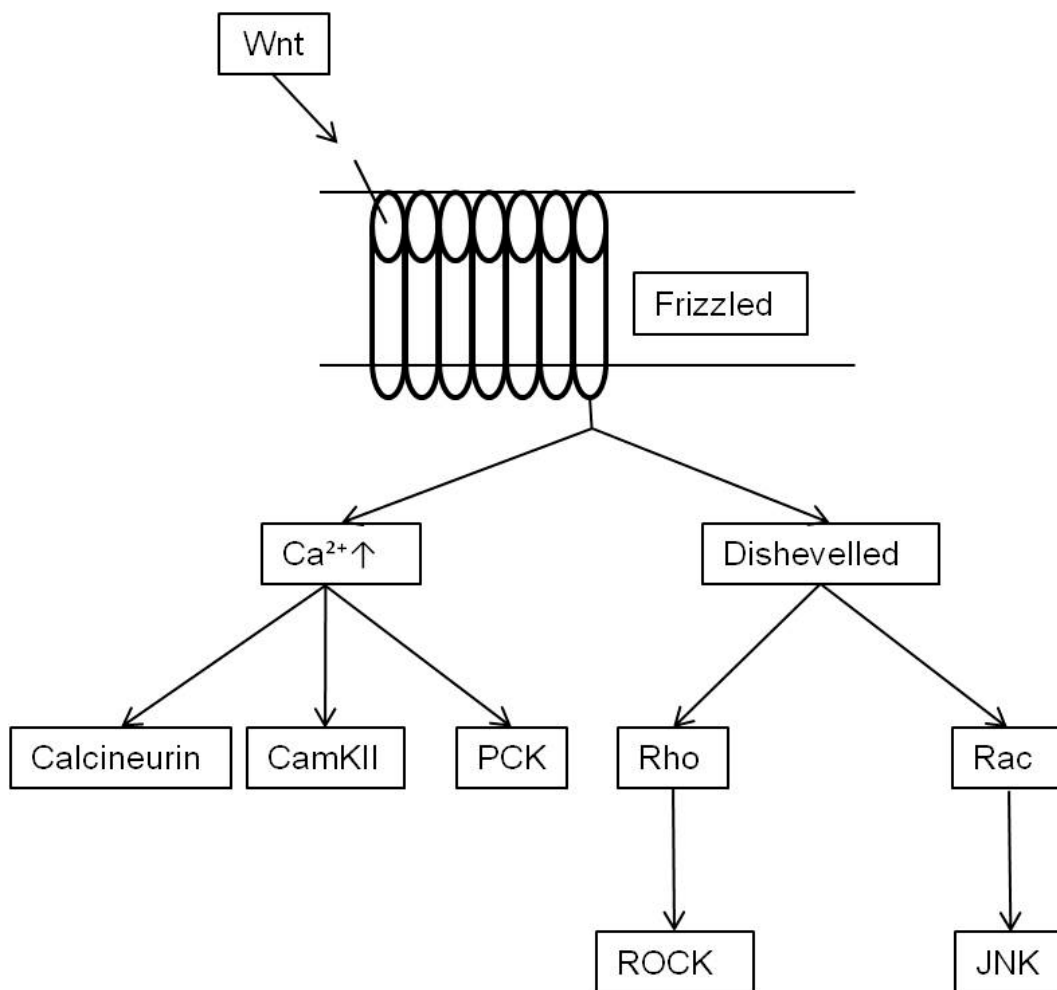 Wnt
Frizzled
Ca²⁺↑
Dishevelled
Calcineurin
CamKII
PCK
Rho
Rac
ROCK
JNK